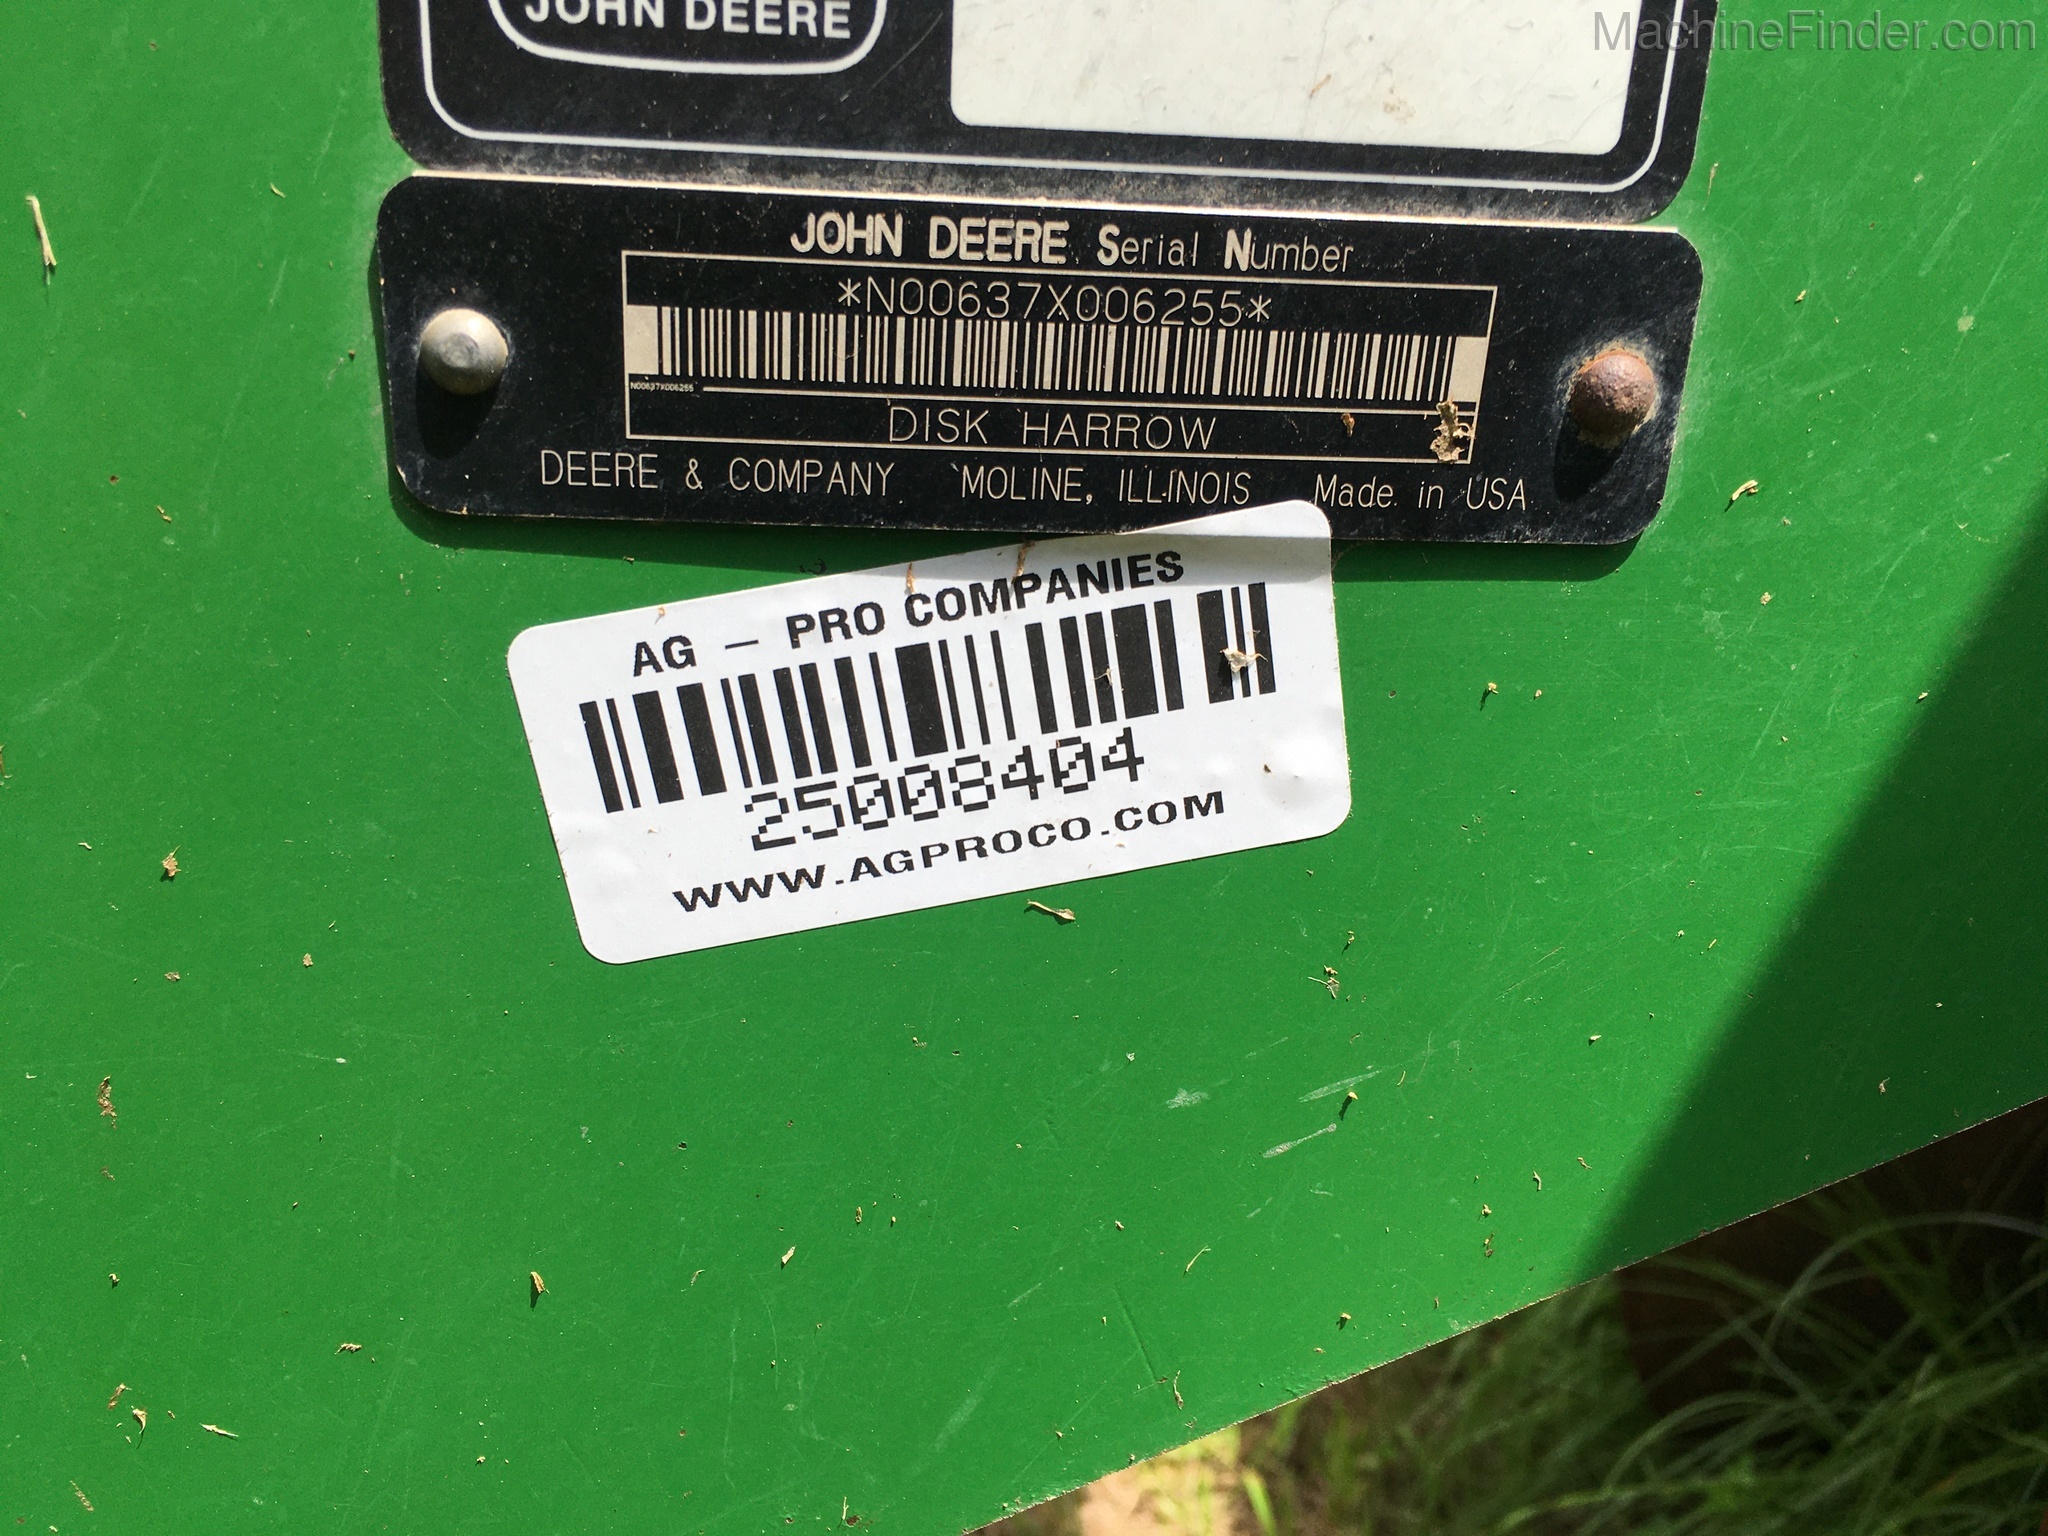 MachineFinder.com
JOHN DEERE
JOHN DEERE Serial Number
*N00637X006255*
N00637X006255
DISK HARROW
DEERE & COMPANY MOLINE, ILLINOIS Made in USA
AG - PRO COMPANIES
25008404
WWW.AGPROCO.COM